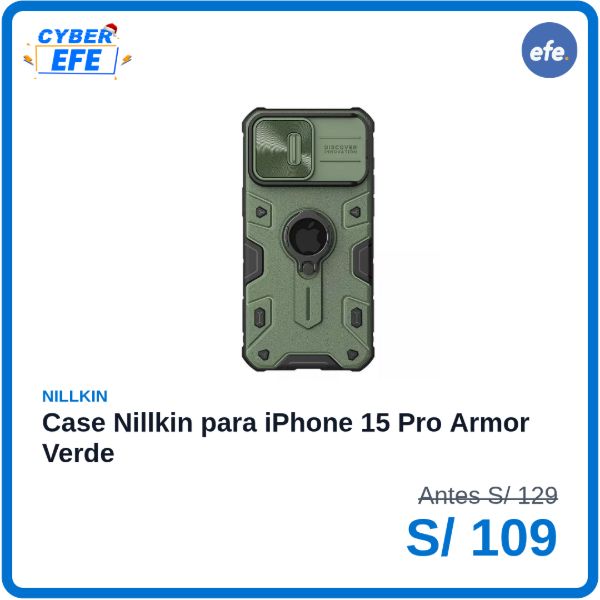 CYBER
EFE
efe.
DISCOVER
INNOVATION
NILLKIN
Case Nillkin para iPhone 15 Pro Armor
Verde
Antes S/ 129
S/ 109